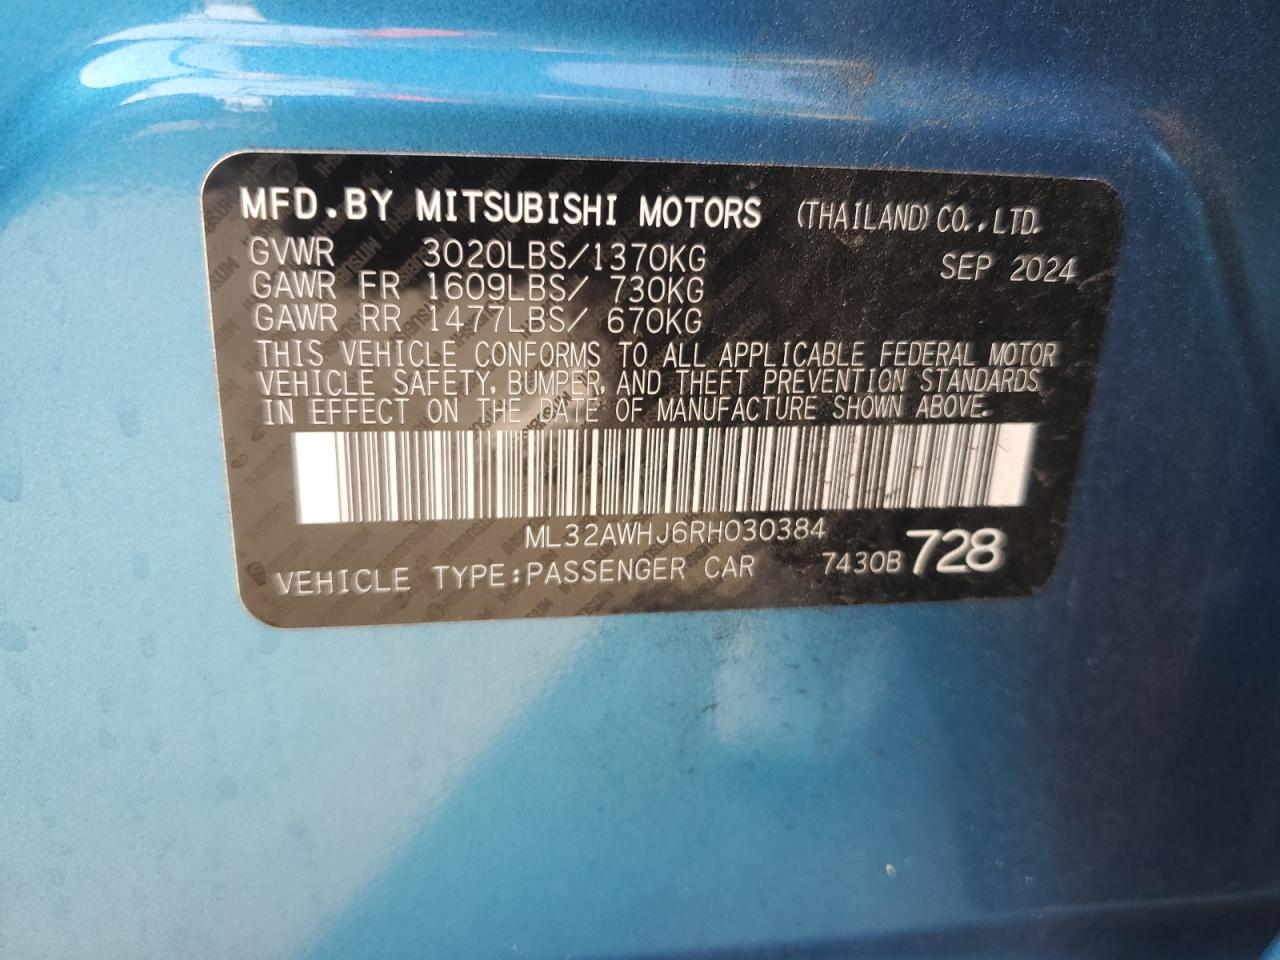 MFD.BY MITSUBISHI MOTORS (THAILAND) CO.,LTD.
GVWR 3020LBS/1370KG SEP 2024
GAWR FR 1609LBS/ 730KG
GAWR RR 1477LBS/ 670KG
THIS VEHICLE CONFORMS TO ALL APPLICABLE FEDERAL MOTOR
VEHICLE SAFETY, BUMPER, AND THEFT PREVENTION STANDARDS
IN EFFECT ON THE DATE OF MANUFACTURE SHOWN ABOVE.
ML32AWHJ6RH030384
VEHICLE TYPE:PASSENGER CAR 7430B 728